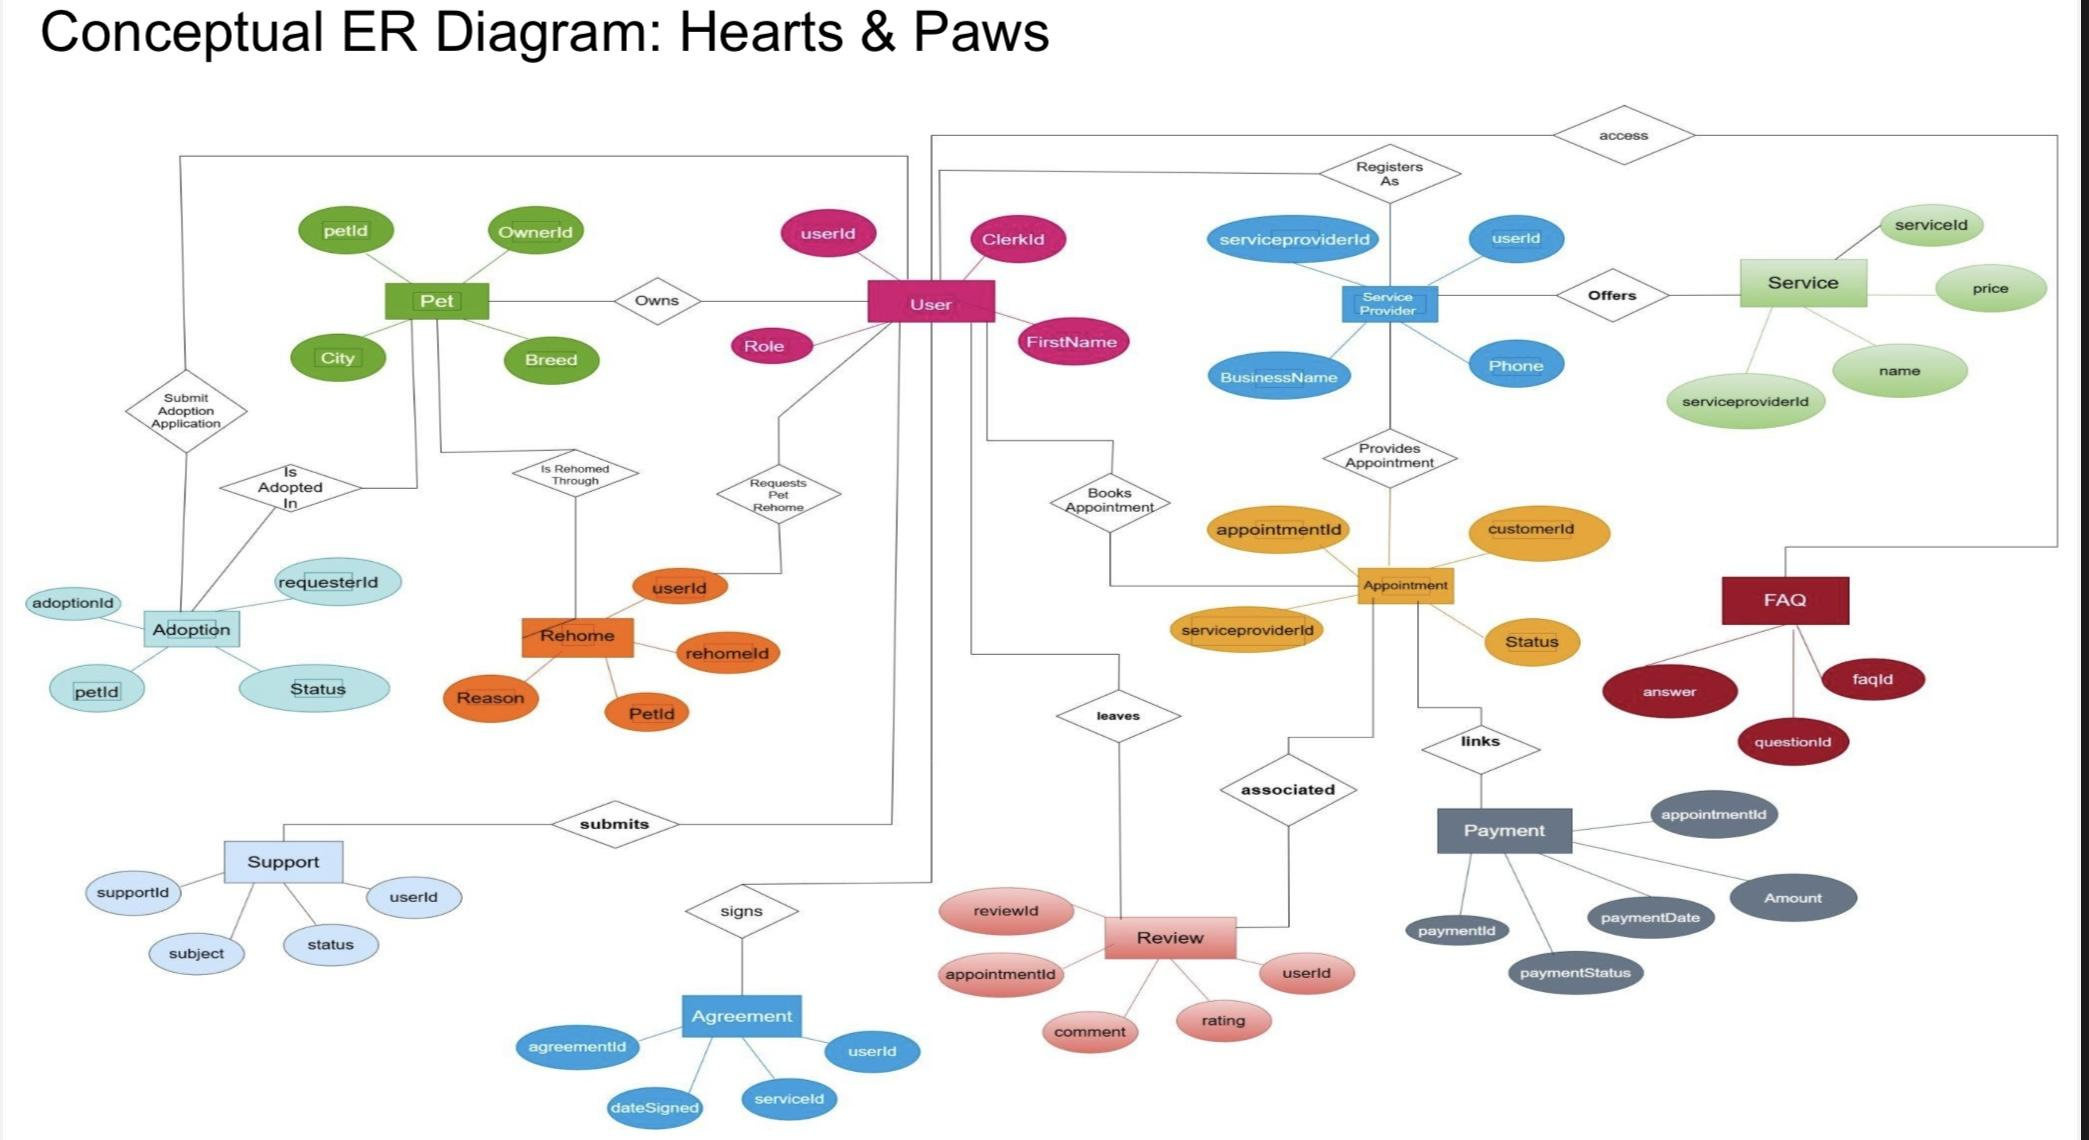 Conceptual ER Diagram: Hearts & Paws
access
Registers
As
petId
OwnerId
userId
ClerkId
serviceproviderId
userId
serviceId
Pet
Owns
User
Service
Provider
Offers
Service
price
City
Breed
Role
FirstName
BusinessName
Phone
name
serviceproviderId
Submit
Adoption
Application
Is
Adopted
In
Is Rehomed
Through
Requests
Pet
Rehome
Books
Appointment
Provides
Appointment
appointmentId
customerId
adoptionId
requesterId
userId
Appointment
FAQ
Adoption
Rehome
rehomeId
serviceproviderId
Status
petId
Status
Reason
PetId
leaves
answer
faqId
questionId
links
associated
submits
Payment
appointmentId
Support
supportId
userId
subject
status
signs
reviewId
Review
Amount
paymentDate
paymentId
paymentStatus
appointmentId
userId
comment
rating
Agreement
agreementId
userId
dateSigned
serviceId